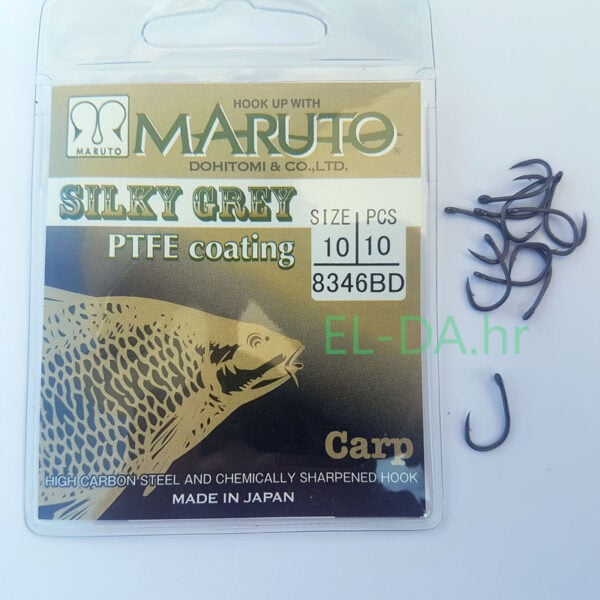 HOOK UP WITH
MARUTO®
MARUTO
DOHITOMI & CO.,LTD.
SILKY GREY
PTFE coating
SIZE PCS
10 10
8346BD
EL-DA.hr
Carp
HIGH CARBON STEEL AND CHEMICALLY SHARPENED HOOK
MADE IN JAPAN